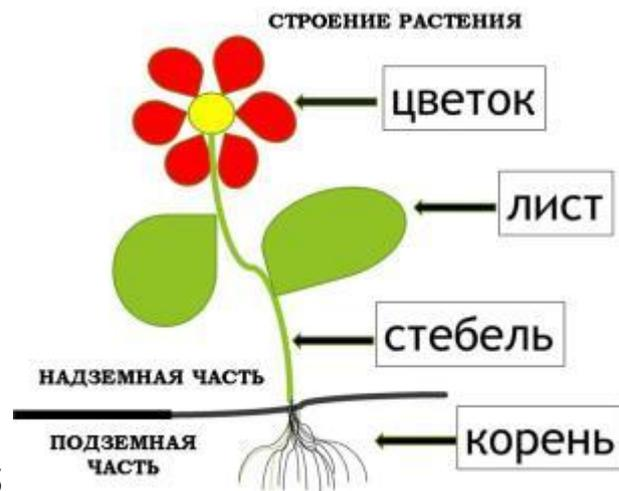 СТРОЕНИЕ РАСТЕНИЯ
цветок
лист
стебель
НАДЗЕМНАЯ ЧАСТЬ
ПОДЗЕМНАЯ
ЧАСТЬ
корень